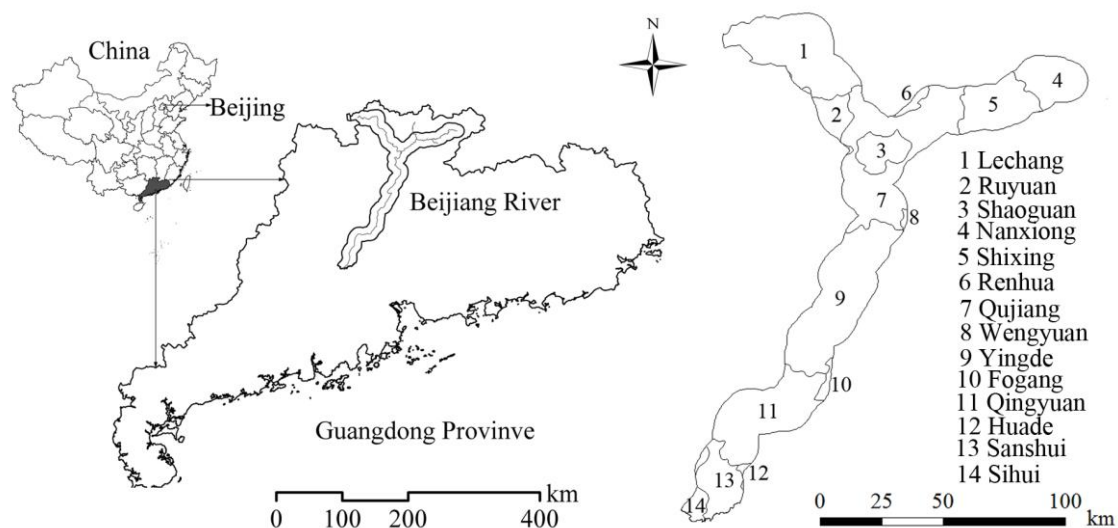 China
Beijing
Beijiang River
Guangdong Provinve
km
0 100 200 400
N
1
2
3
4
5
6
7
8
9
10
11
12
13
14
1 Lechang
2 Ruyuan
3 Shaoguan
4 Nanxiong
5 Shixing
6 Renhua
7 Qujiang
8 Wengyuan
9 Yingde
10 Fogang
11 Qingyuan
12 Huade
13 Sanshui
14 Sihui
0 25 50 100
km